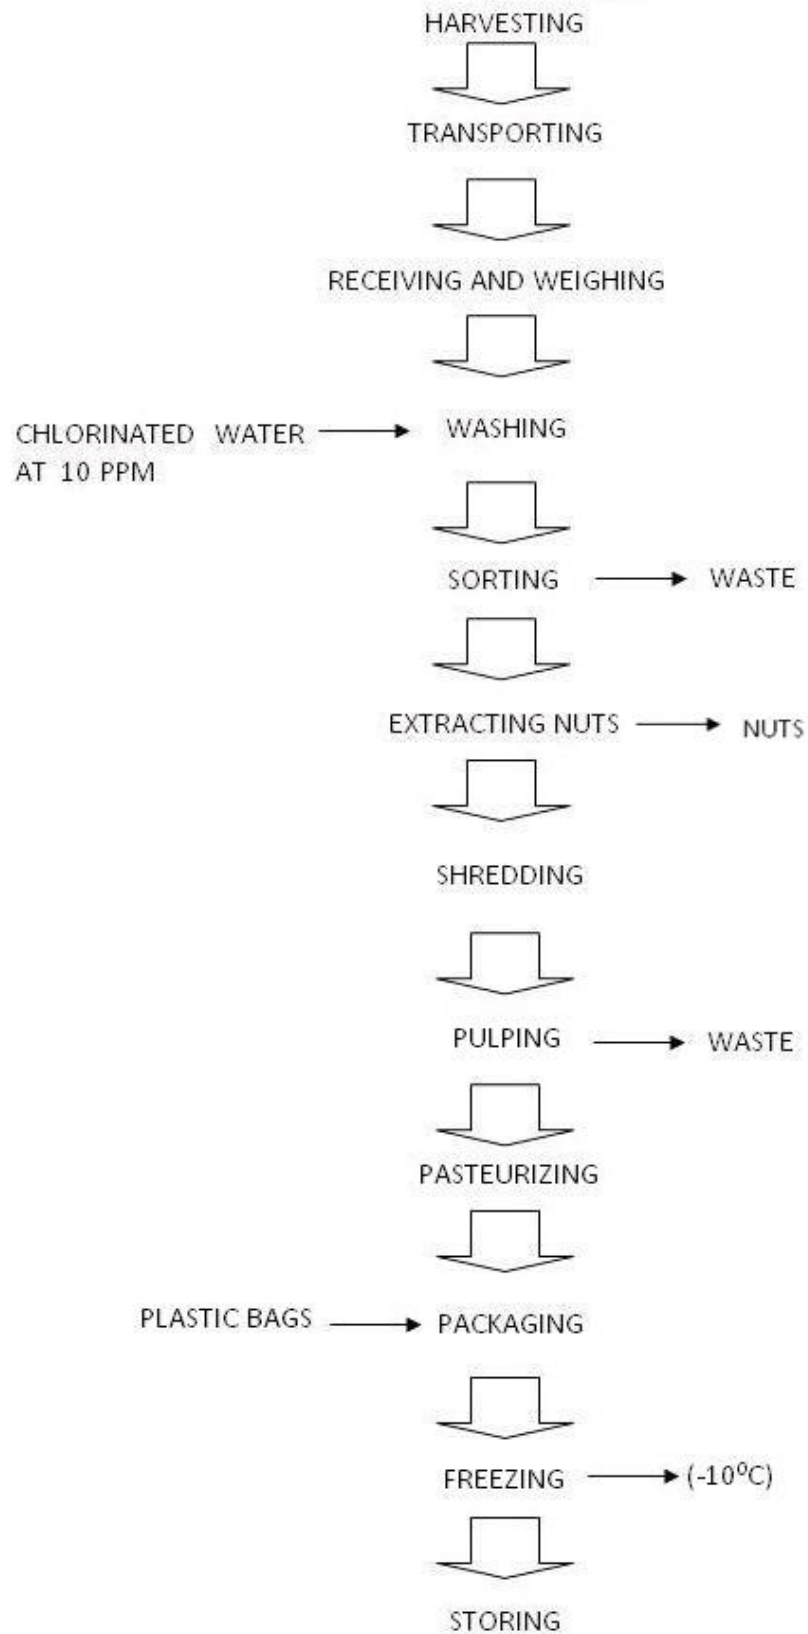 HARVESTING
TRANSPORTING
RECEIVING AND WEIGHING
CHLORINATED WATER
AT 10 PPM
WASHING
SORTING
WASTE
EXTRACTING NUTS
NUTS
SHREDDING
PULPING
WASTE
PASTEURIZING
PLASTIC BAGS
PACKAGING
FREEZING
(-10⁰C)
STORING